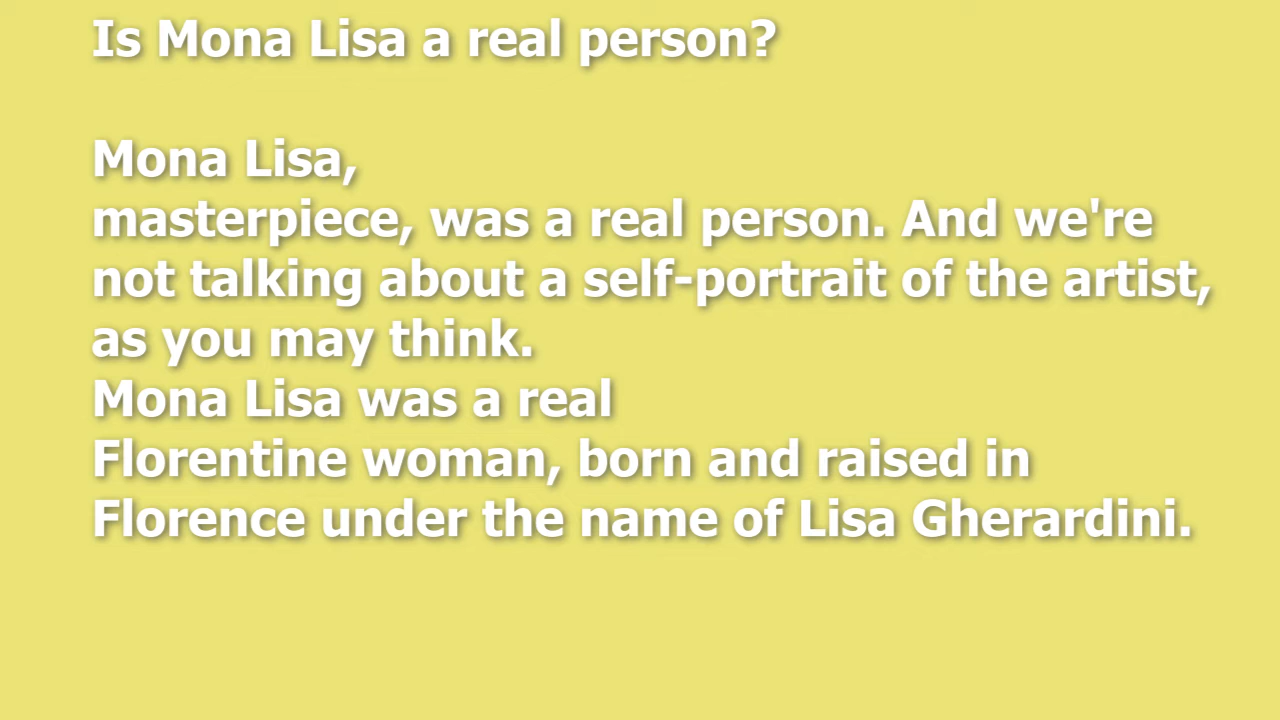 Is Mona Lisa a real person?
Mona Lisa,
masterpiece, was a real person. And we're
not talking about a self-portrait of the artist,
as you may think.
Mona Lisa was a real
Florentine woman, born and raised in
Florence under the name of Lisa Gherardini.